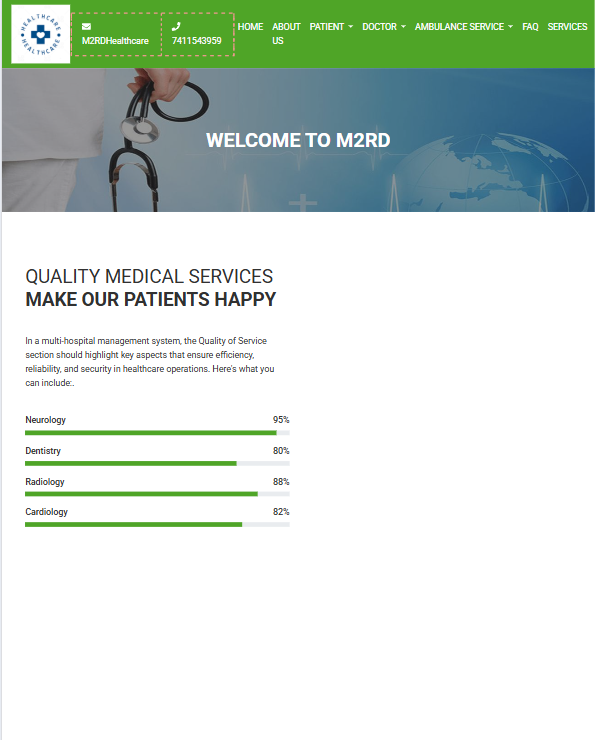 HEALTHCARE
HEALTHCARE
M2RDHealthcare
7411543959
HOME
ABOUT
US
PATIENT
DOCTOR
AMBULANCE SERVICE
FAQ
SERVICES
WELCOME TO M2RD
QUALITY MEDICAL SERVICES
MAKE OUR PATIENTS HAPPY
In a multi-hospital management system, the Quality of Service
section should highlight key aspects that ensure efficiency,
reliability, and security in healthcare operations. Here's what you
can include:.
Neurology 95%
Dentistry 80%
Radiology 88%
Cardiology 82%